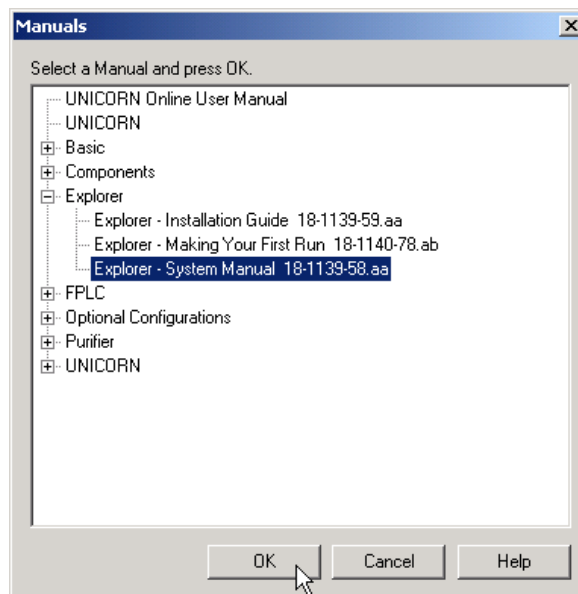 Manuals
Select a Manual and press OK.
UNICORN Online User Manual
UNICORN
Basic
Components
Explorer
Explorer - Installation Guide 18-1139-59.aa
Explorer - Making Your First Run 18-1140-78.ab
Explorer - System Manual 18-1139-58.aa
FPLC
Optional Configurations
Purifier
UNICORN
OK Cancel Help